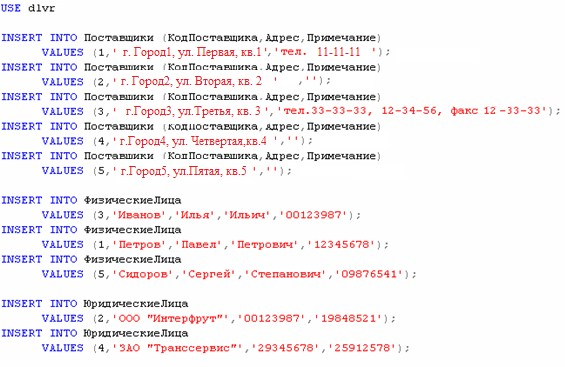 USE dlvr
INSERT INTO Поставщики (КодПоставщика,Адрес,Примечание)
VALUES (1,' г. Город1, ул. Первая, кв.1','тел. 11-11-11 ');
INSERT INTO Поставщики (КодПоставщика,Адрес,Примечание)
VALUES (2,' г. Город2, ул. Вторая, кв. 2 ' ,'');
INSERT INTO Поставщики (КодПоставщика,Адрес,Примечание)
VALUES (3,' г.Город3, ул.Третья, кв. 3 ','тел.33-33-33, 12-34-56, факс 12 -33-33');
INSERT INTO Поставщики (КодПоставщика,Адрес,Примечание)
VALUES (4,' г.Город4, ул. Четвертая,кв.4 ','');
INSERT INTO Поставщики (КодПоставщика,Адрес,Примечание)
VALUES (5,' г.Город5, ул.Пятая, кв.5 ','');
INSERT INTO ФизическиеЛица
VALUES (3,'Иванов','Илья','Ильич','00123987');
INSERT INTO ФизическиеЛица
VALUES (1,'Петров','Павел','Петрович','12345678');
INSERT INTO ФизическиеЛица
VALUES (5,'Сидоров','Сергей','Степанович','09876541');
INSERT INTO ЮридическиеЛица
VALUES (2,'ООО "Интерфрут"','00123987','19848521');
INSERT INTO ЮридическиеЛица
VALUES (4,'ЗАО "Транссервис"','29345678','25912578');